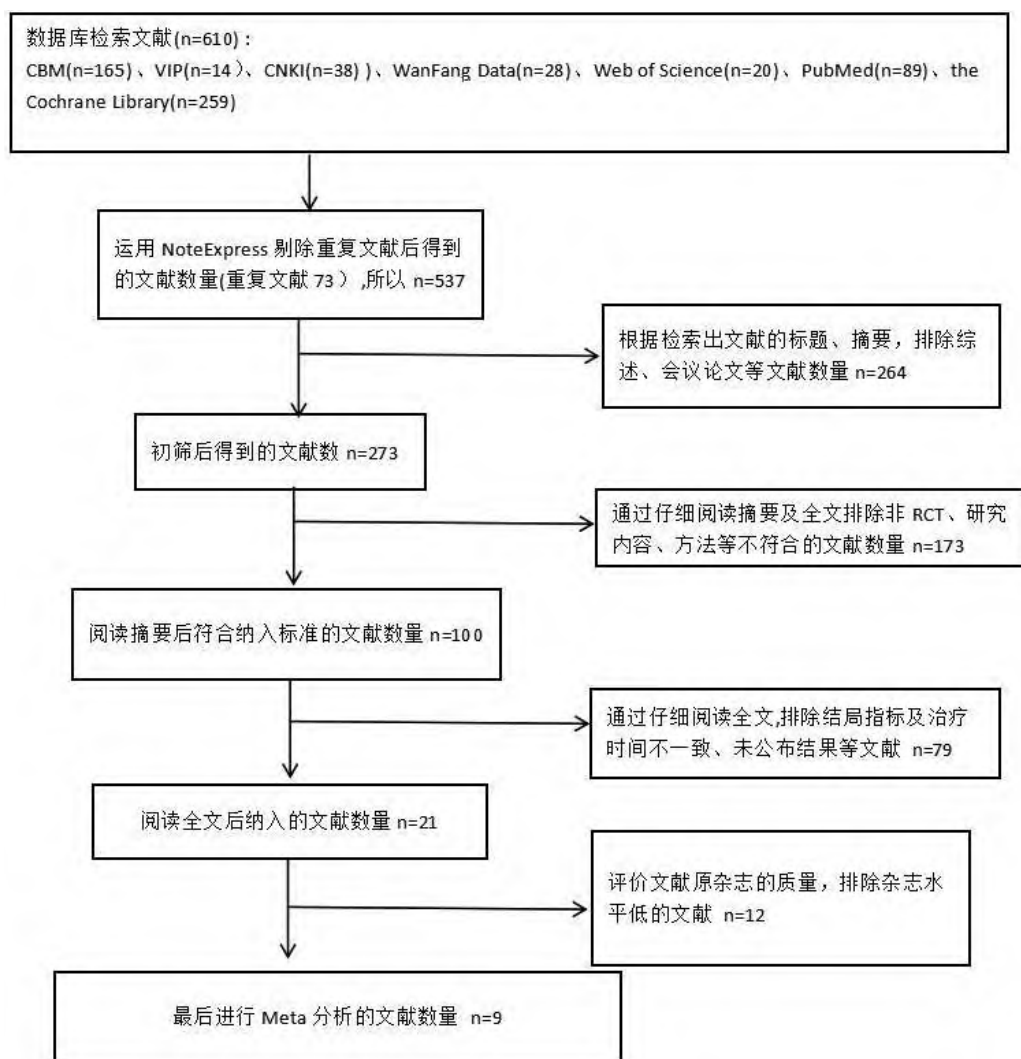 数据库检索文献(n=610)：
CBM(n=165)、VIP(n=14）、CNKI(n=38)）、WanFang Data(n=28)、Web of Science(n=20)、PubMed(n=89)、the
Cochrane Library(n=259)
运用 NoteExpress 剔除重复文献后得到
的文献数量(重复文献 73）,所以 n=537
根据检索出文献的标题、摘要，排除综
述、会议论文等文献数量 n=264
初筛后得到的文献数 n=273
通过仔细阅读摘要及全文排除非 RCT、研究
内容、方法等不符合的文献数量 n=173
阅读摘要后符合纳入标准的文献数量 n=100
通过仔细阅读全文,排除结局指标及治疗
时间不一致、未公布结果等文献 n=79
阅读全文后纳入的文献数量 n=21
评价文献原杂志的质量，排除杂志水
平低的文献 n=12
最后进行 Meta 分析的文献数量 n=9